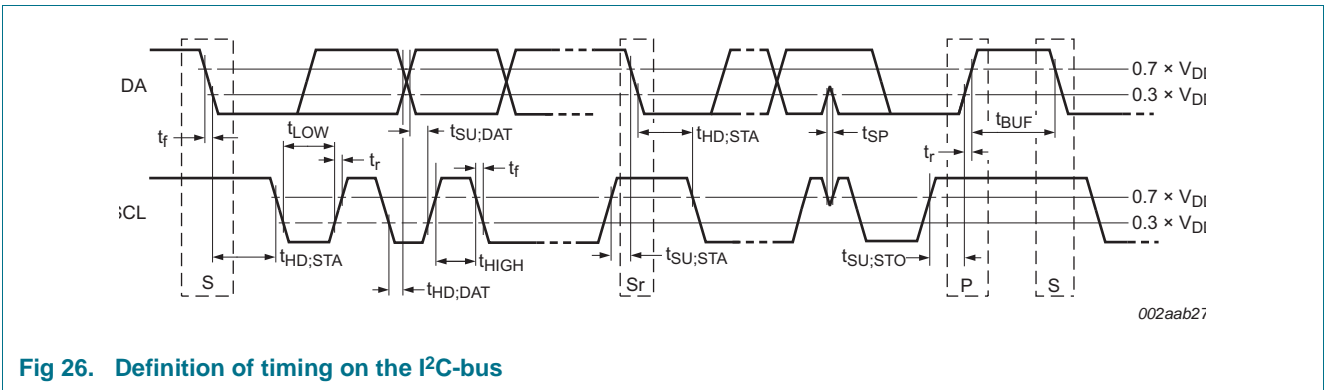 DA
0.7 × VDI
0.3 × VDI
tf
tLOW
tSU;DAT
tr
tf
tHD;STA
tSP
tr
tBUF
SCL
0.7 × VDI
0.3 × VDI
S
tHD;STA
tHD;DAT
tHIGH
Sr
tSU;STA
tSU;STO
P
S
002aab27
Fig 26. Definition of timing on the I²C-bus